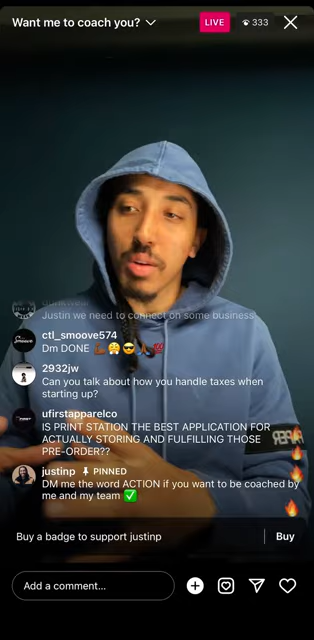 Want me to coach you?
LIVE
333
Justin we need to connect on some business
ctl_smoove574
Dm DONE
2932jw
Can you talk about how you handle taxes when
starting up?
ufirstapparelco
IS PRINT STATION THE BEST APPLICATION FOR
ACTUALLY STORING AND FULFILLING THOSE
PRE-ORDER??
justinp PINNED
DM me the word ACTION if you want to be coached by
me and my team
Buy a badge to support justinp
Buy
Add a comment...